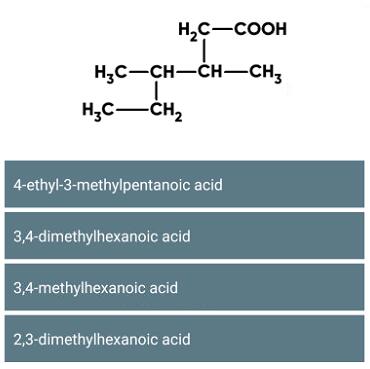 H₂C—COOH
H₃C—CH—CH—CH₃
H₃C—CH₂
4-ethyl-3-methylpentanoic acid
3,4-dimethylhexanoic acid
3,4-methylhexanoic acid
2,3-dimethylhexanoic acid